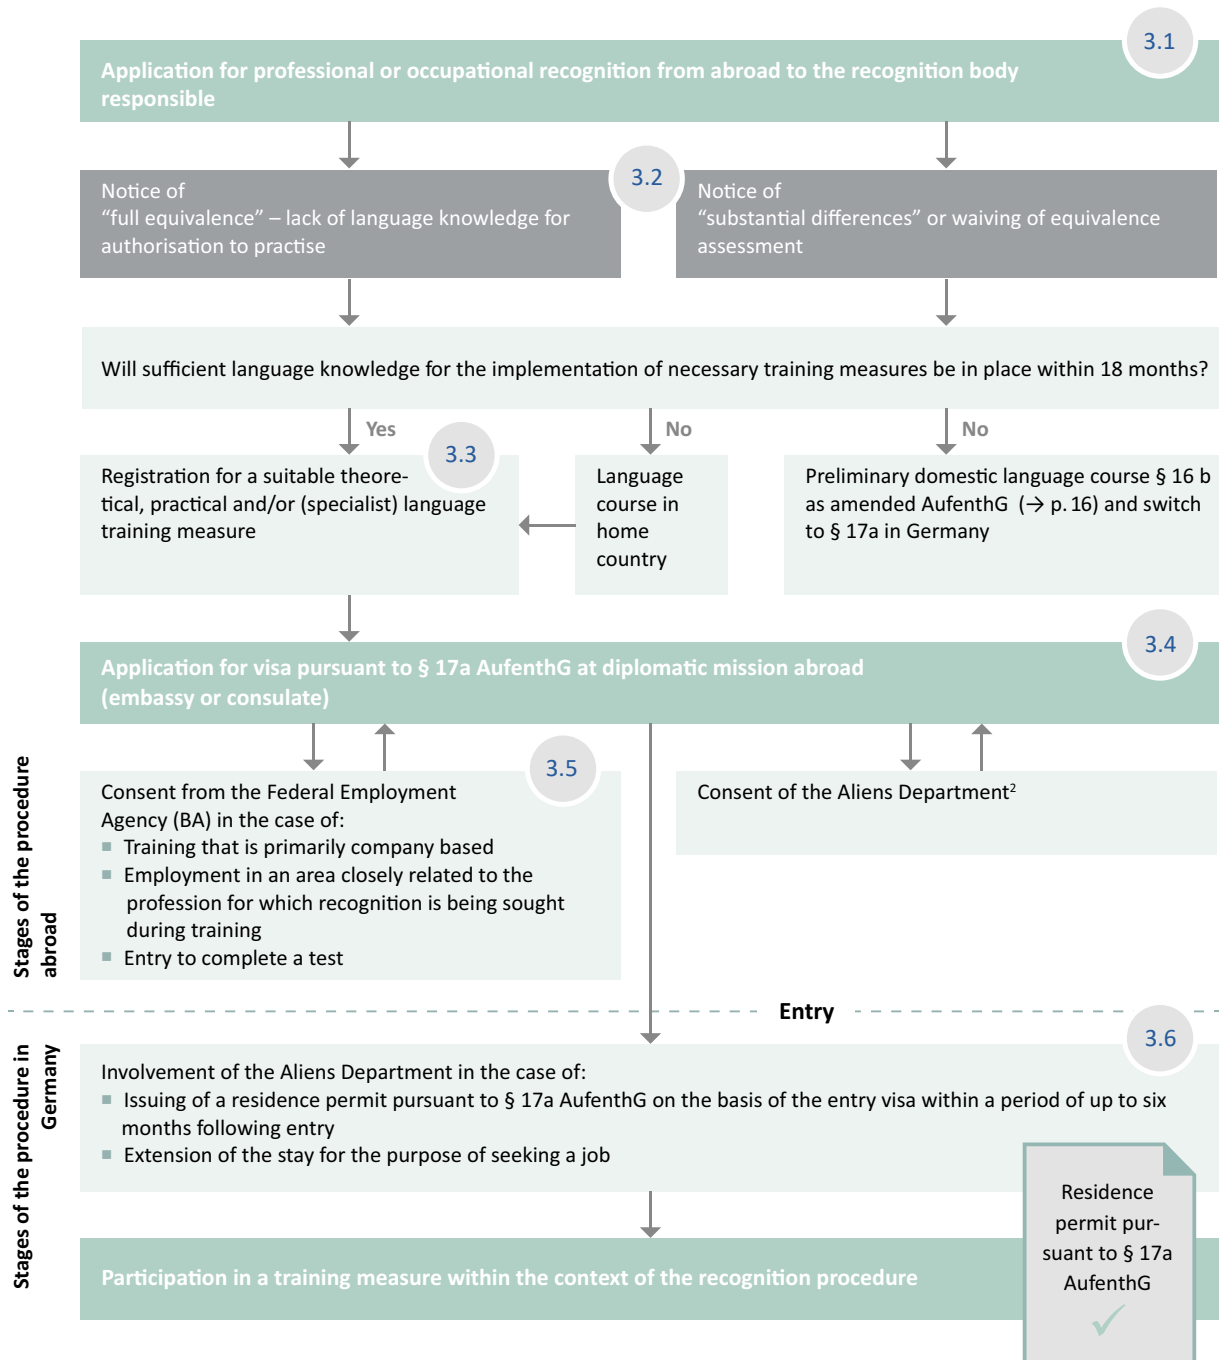 3.1
Application for professional or occupational recognition from abroad to the recognition body
responsible
3.2
Notice of
“full equivalence” – lack of language knowledge for
authorisation to practise
Notice of
“substantial differences” or waiving of equivalence
assessment
Will sufficient language knowledge for the implementation of necessary training measures be in place within 18 months?
Yes
No
No
3.3
Registration for a suitable theore-
tical, practical and/or (specialist) language
training measure
Language
course in
home
country
Preliminary domestic language course § 16 b
as amended AufenthG (→ p. 16) and switch
to § 17a in Germany
3.4
Application for visa pursuant to § 17a AufenthG at diplomatic mission abroad
(embassy or consulate)
Stages of the procedure
abroad
3.5
Consent from the Federal Employment
Agency (BA) in the case of:
■ Training that is primarily company based
■ Employment in an area closely related to the
profession for which recognition is being sought
during training
■ Entry to complete a test
Consent of the Aliens Department²
Entry
Stages of the procedure in
Germany
3.6
Involvement of the Aliens Department in the case of:
■ Issuing of a residence permit pursuant to § 17a AufenthG on the basis of the entry visa within a period of up to six
months following entry
■ Extension of the stay for the purpose of seeking a job
Participation in a training measure within the context of the recognition procedure
Residence
permit pur-
suant to § 17a
AufenthG
✓